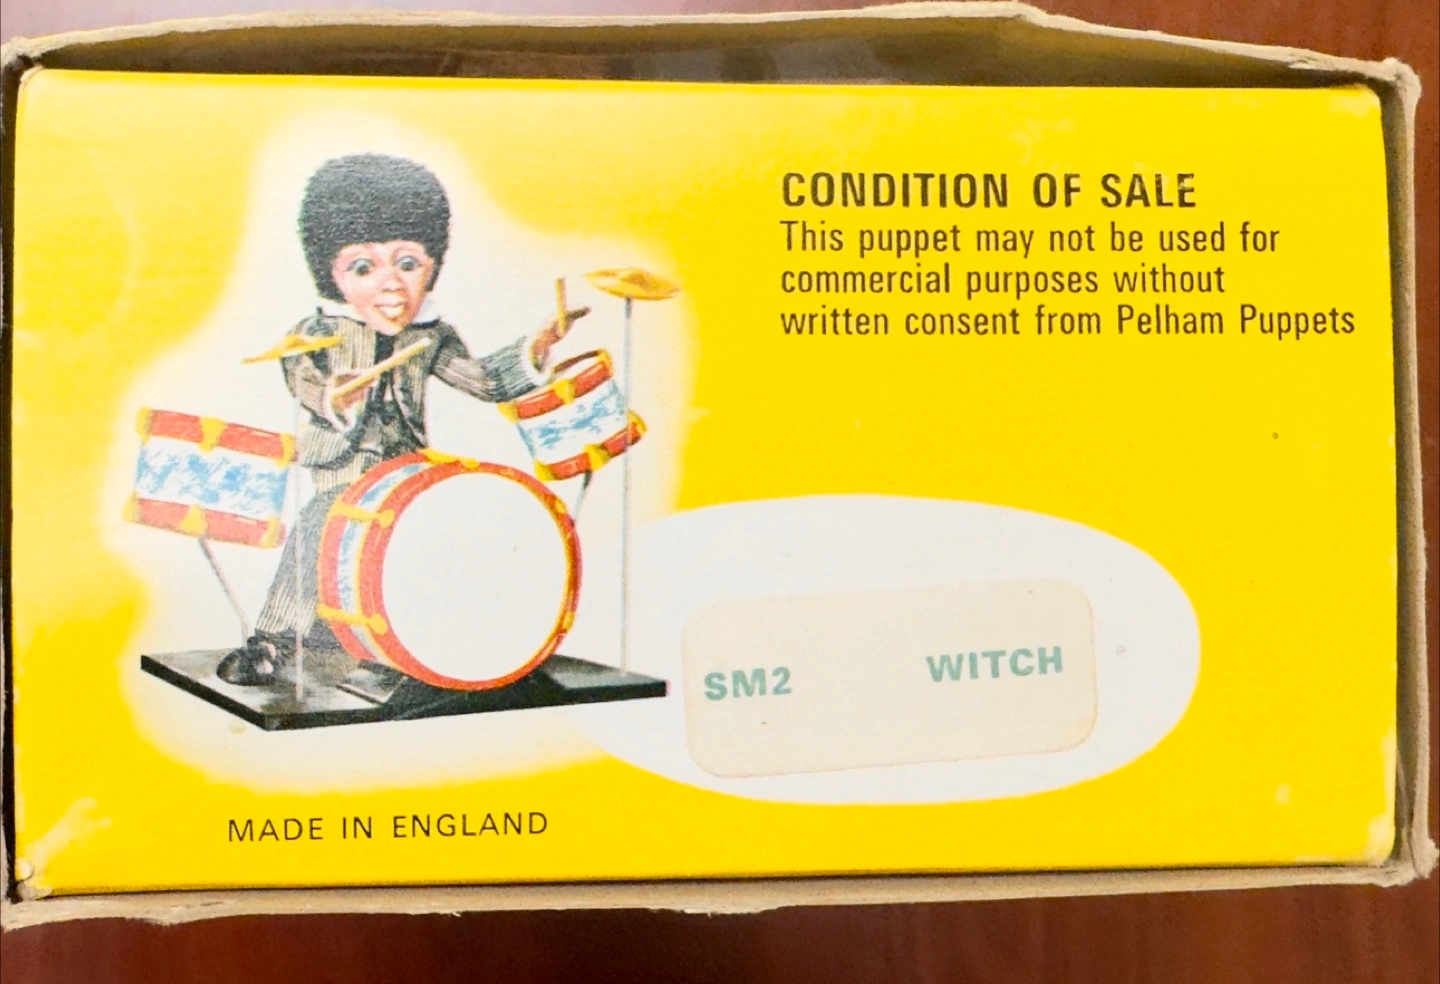 CONDITION OF SALE
This puppet may not be used for
commercial purposes without
written consent from Pelham Puppets
SM2 WITCH
MADE IN ENGLAND